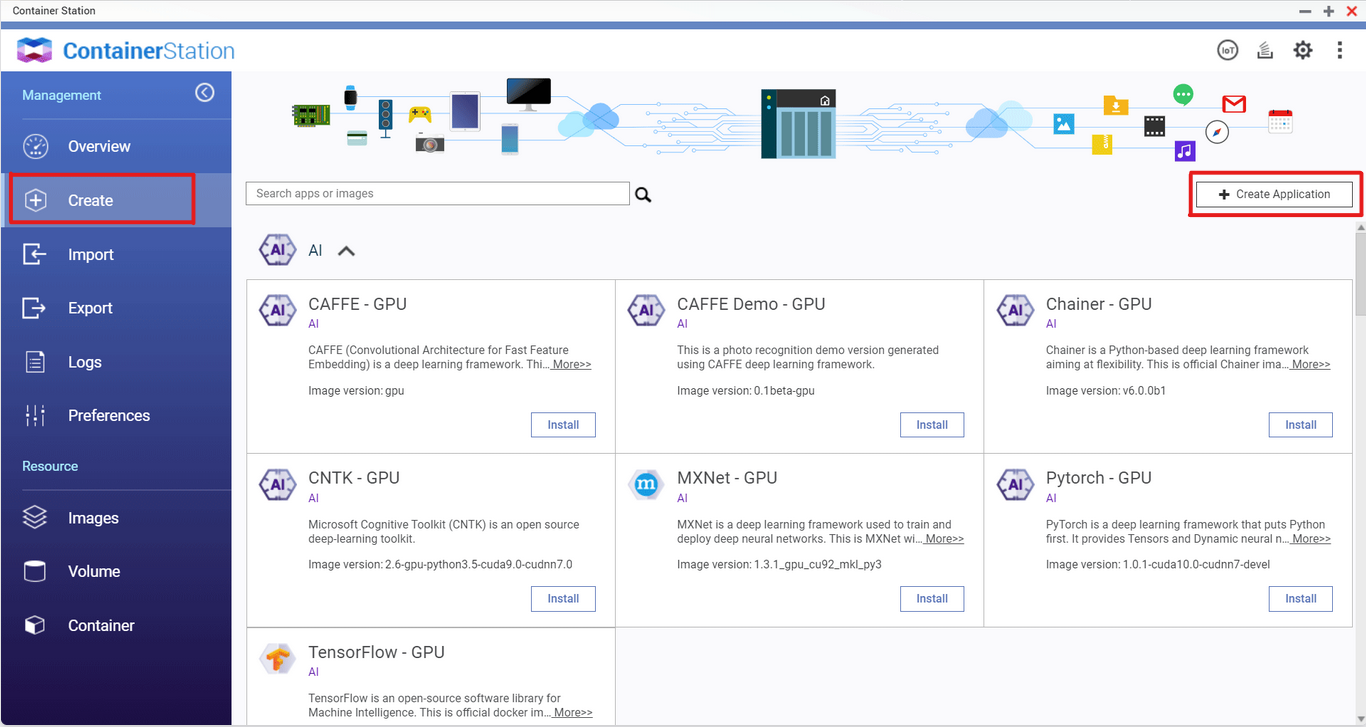 Container Station
ContainerStation
IoT
Management
Overview
Create
Import
Export
Logs
Preferences
Resource
Images
Volume
Container
Search apps or images
+ Create Application
AI AI
AI CAFFE - GPU
AI
CAFFE (Convolutional Architecture for Fast Feature
Embedding) is a deep learning framework. Thi... More>>
Image version: gpu
Install
AI CAFFE Demo - GPU
AI
This is a photo recognition demo version generated
using CAFFE deep learning framework.
Image version: 0.1beta-gpu
Install
AI Chainer - GPU
AI
Chainer is a Python-based deep learning framework
aiming at flexibility. This is official Chainer ima... More>>
Image version: v6.0.0b1
Install
AI CNTK - GPU
AI
Microsoft Cognitive Toolkit (CNTK) is an open source
deep-learning toolkit.
Image version: 2.6-gpu-python3.5-cuda9.0-cudnn7.0
Install
m MXNet - GPU
AI
MXNet is a deep learning framework used to train and
deploy deep neural networks. This is MXNet wi... More>>
Image version: 1.3.1_gpu_cu92_mkl_py3
Install
AI Pytorch - GPU
AI
PyTorch is a deep learning framework that puts Python
first. It provides Tensors and Dynamic neural n... More>>
Image version: 1.0.1-cuda10.0-cudnn7-devel
Install
TensorFlow - GPU
AI
TensorFlow is an open-source software library for
Machine Intelligence. This is official docker im... More>>